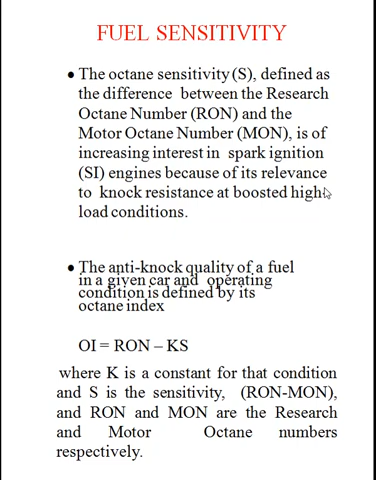 FUEL SENSITIVITY
• The octane sensitivity (S), defined as
the difference between the Research
Octane Number (RON) and the
Motor Octane Number (MON), is of
increasing interest in spark ignition
(SI) engines because of its relevance
to knock resistance at boosted high
load conditions.
• The anti-knock quality of a fuel
in a given car and operating
condition is defined by its
octane index
OI = RON – KS
where K is a constant for that condition
and S is the sensitivity, (RON-MON),
and RON and MON are the Research
and Motor Octane numbers
respectively.